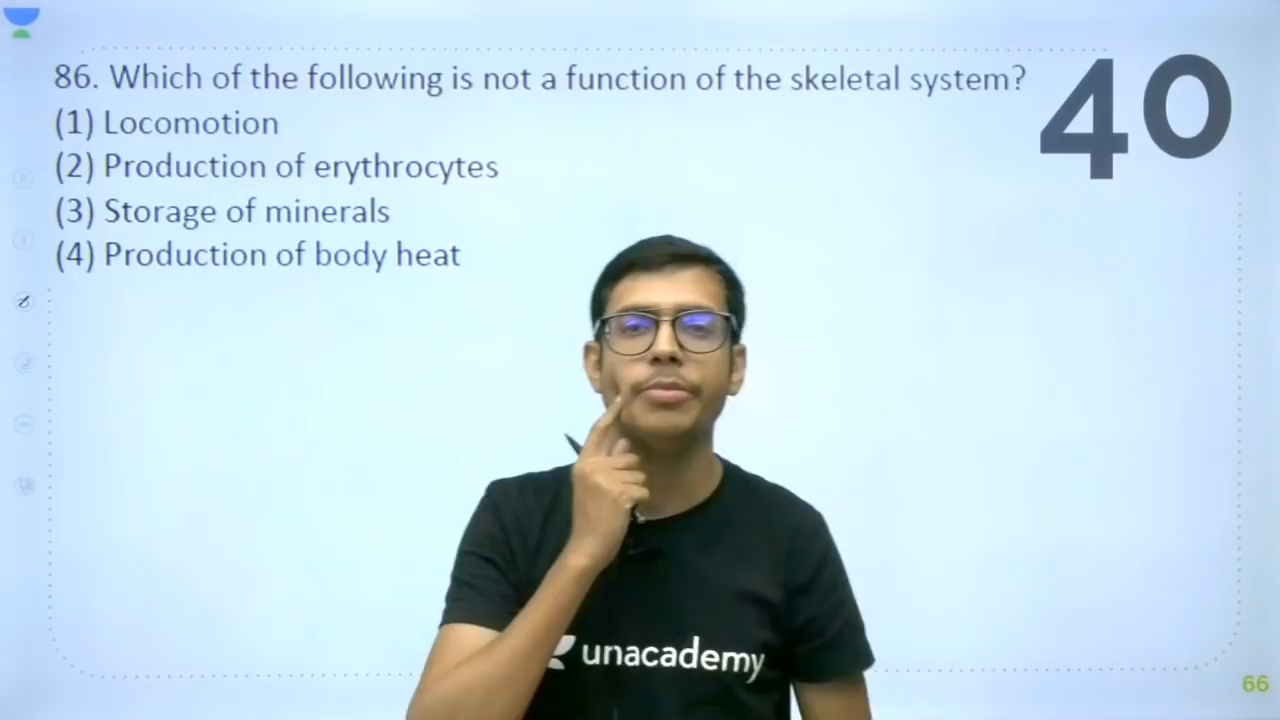 86. Which of the following is not a function of the skeletal system?
40
(1) Locomotion
(2) Production of erythrocytes
(3) Storage of minerals
(4) Production of body heat
unacademy
66